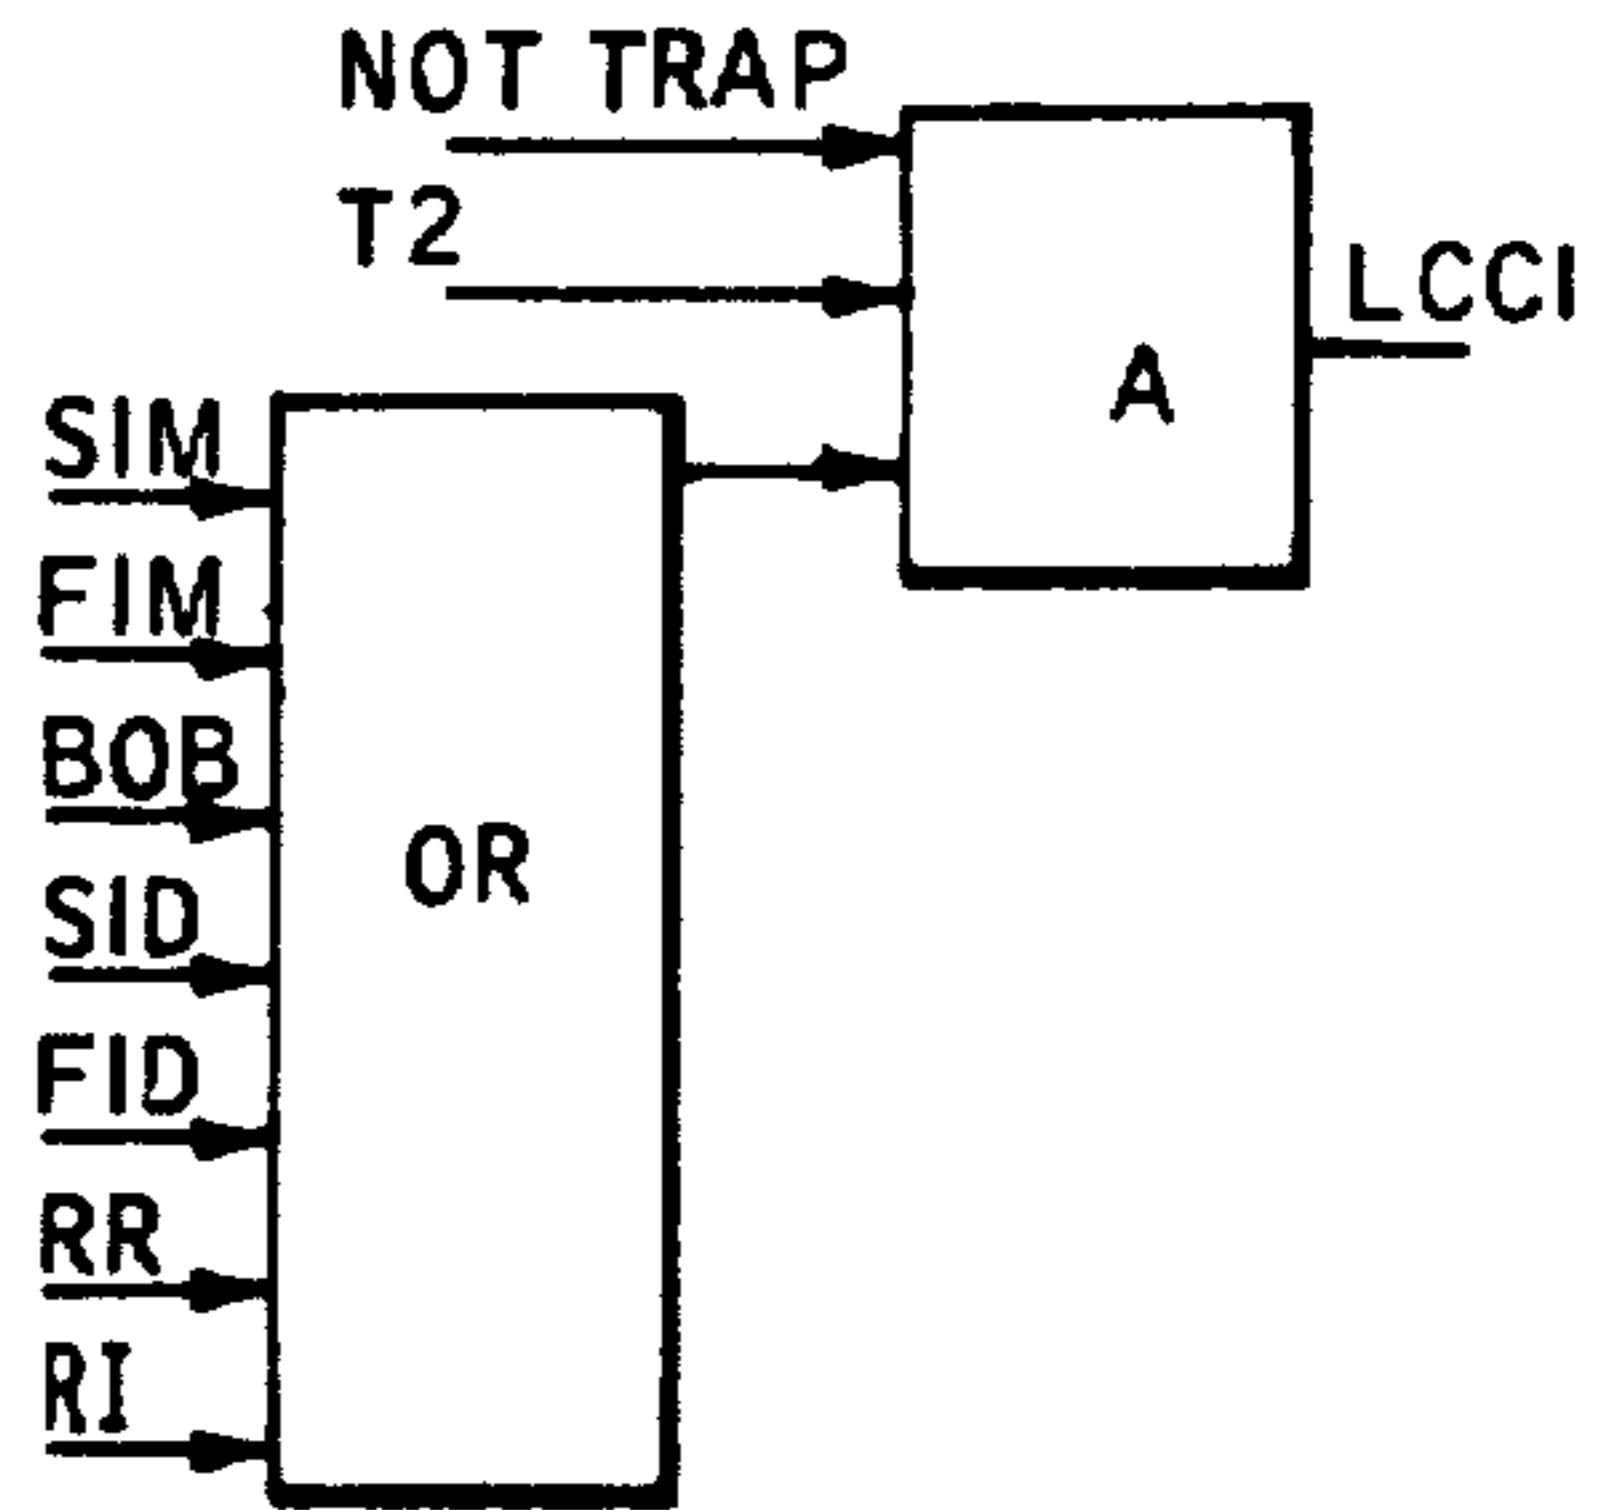 NOT TRAP
T2
LCCI
A
SIM
FIM
BOB
OR
SID
FID
RR
RI